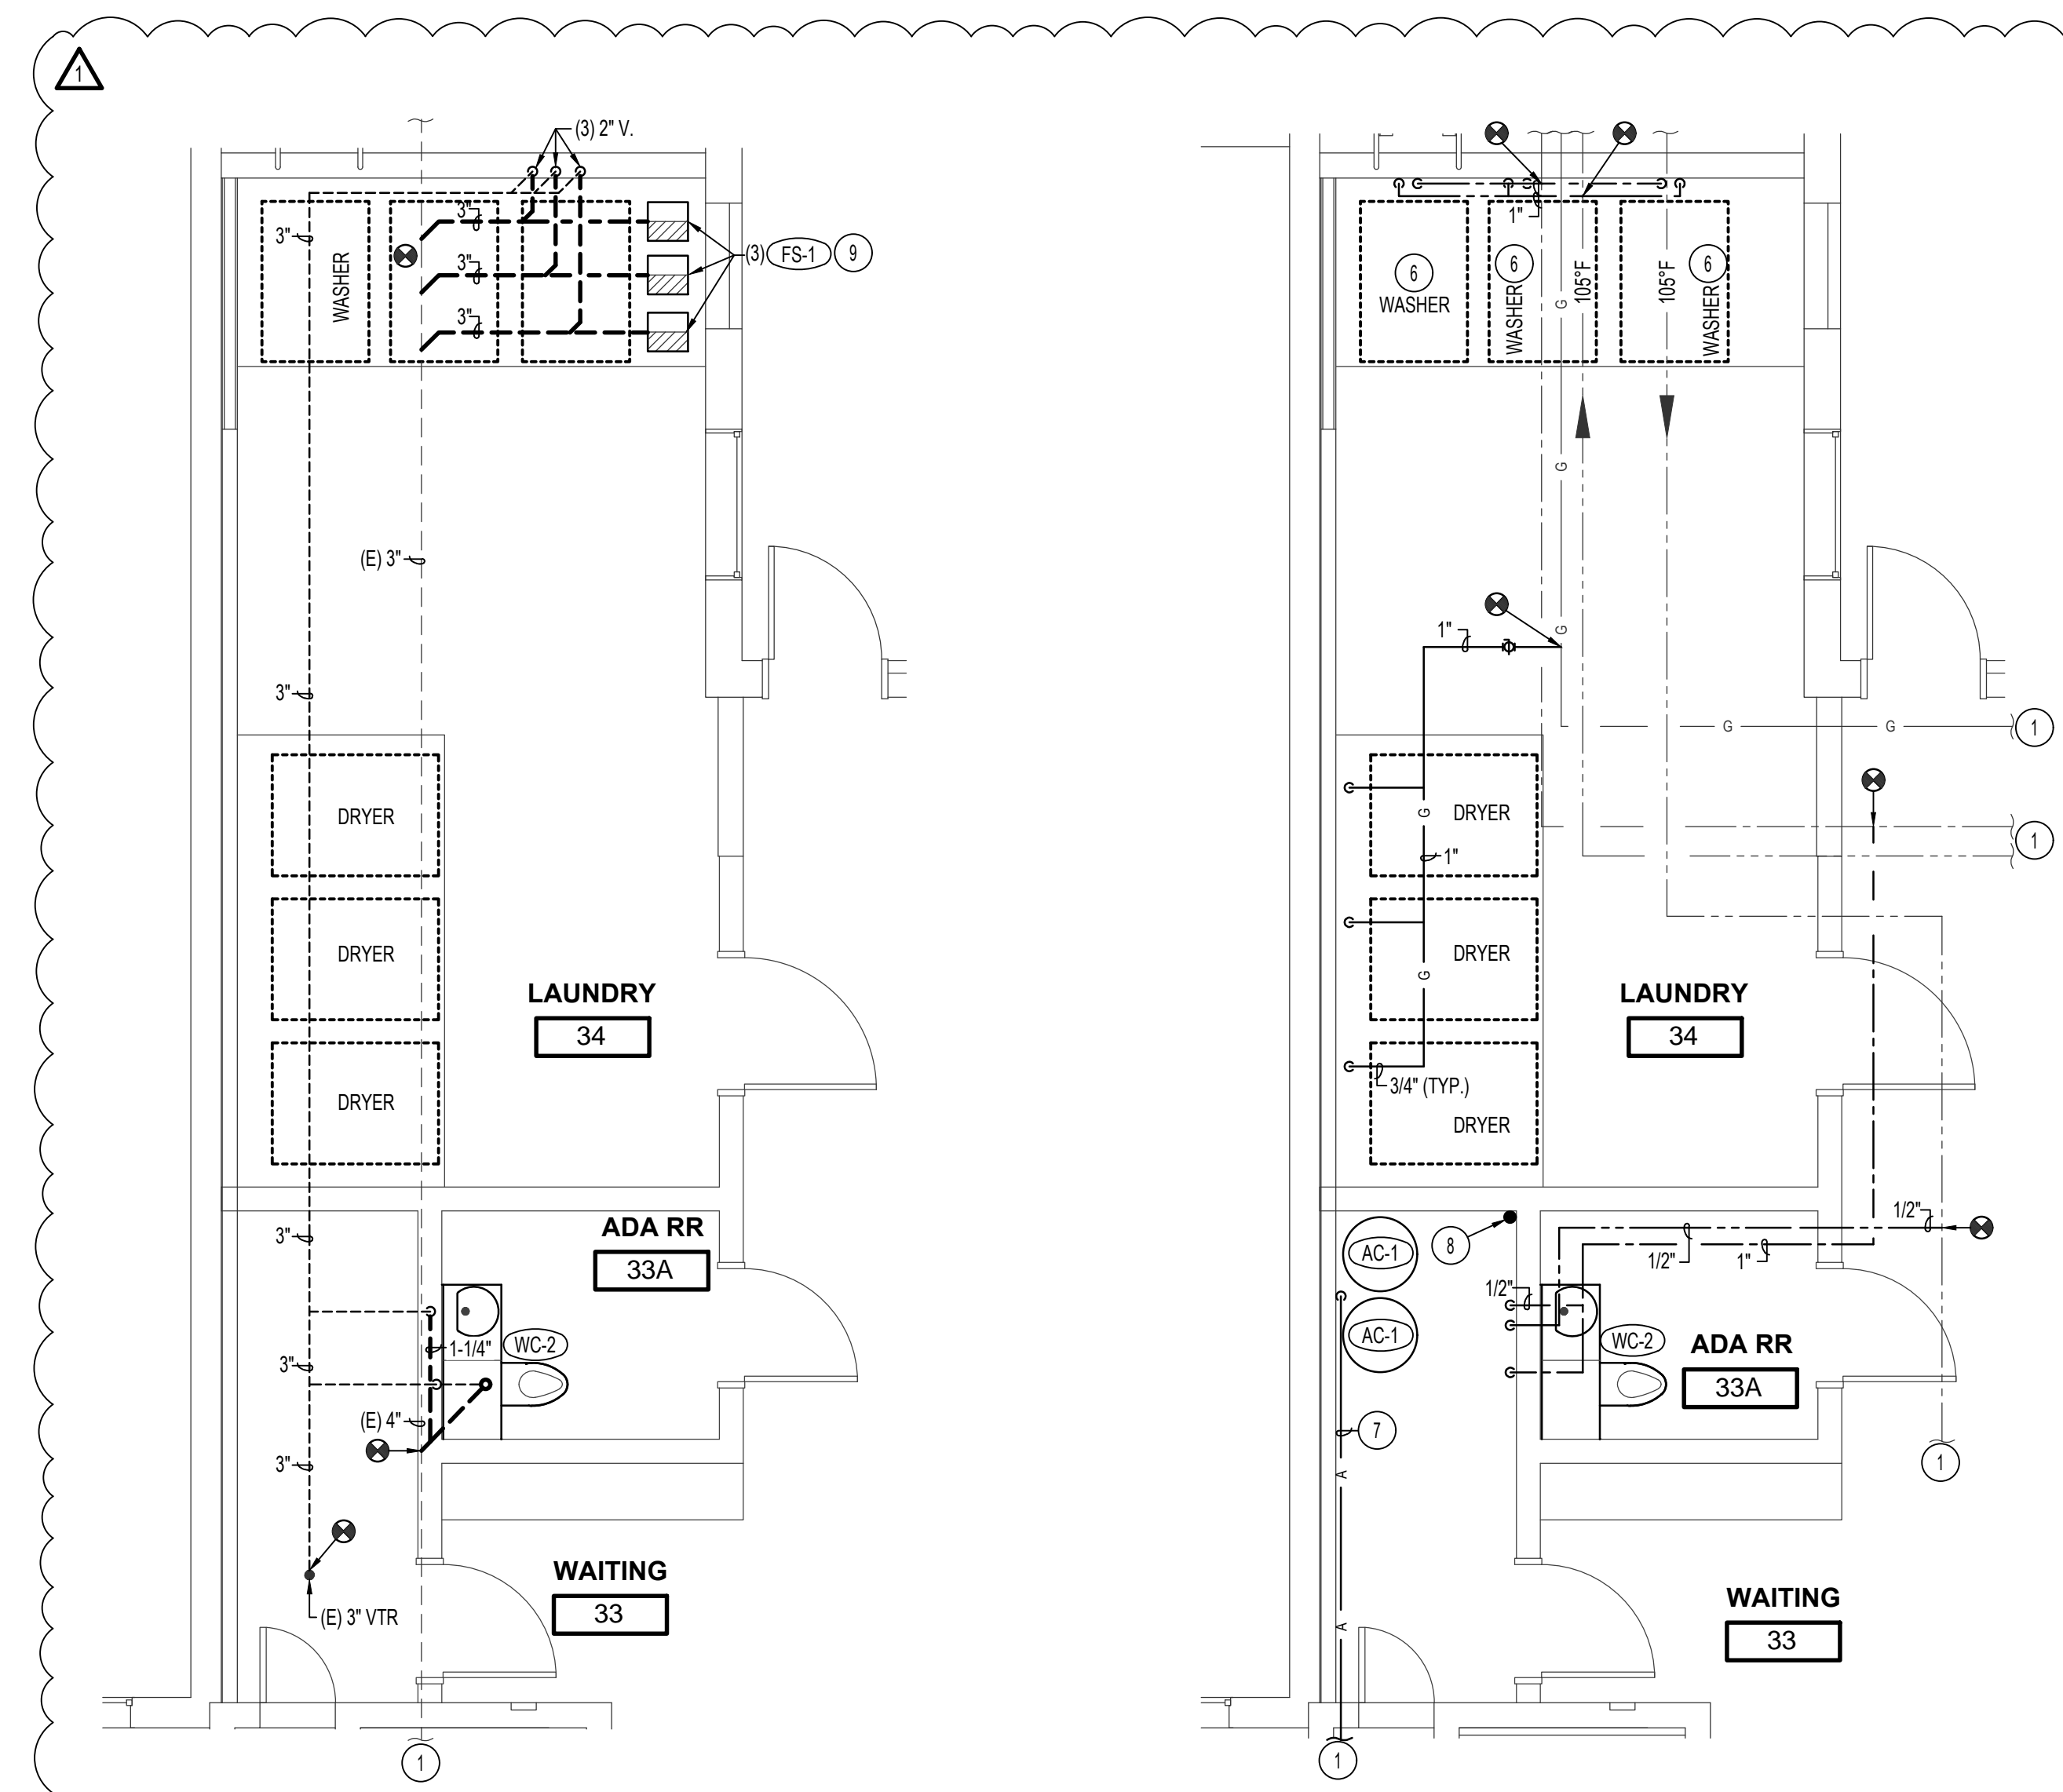 1
(3) 2" V.
3"
3"
3"
3"
WASHER
(3) FS-1 9
(E) 3"
3"
DRYER
DRYER
DRYER
LAUNDRY
34
3"
ADA RR
33A
1-1/4"
WC-2
3"
(E) 4"
3"
(E) 3" VTR
WAITING
33
1
1"
6
WASHER
6
WASHER
G
105°F
105°F
6
WASHER
G
G
1"
G
G
1
DRYER
G
1"
1
DRYER
G
3/4" (TYP.)
DRYER
LAUNDRY
34
AC-1
8
1/2"
1/2"
1"
1/2"
AC-1
WC-2
ADA RR
33A
7
A
1
A
WAITING
33
1